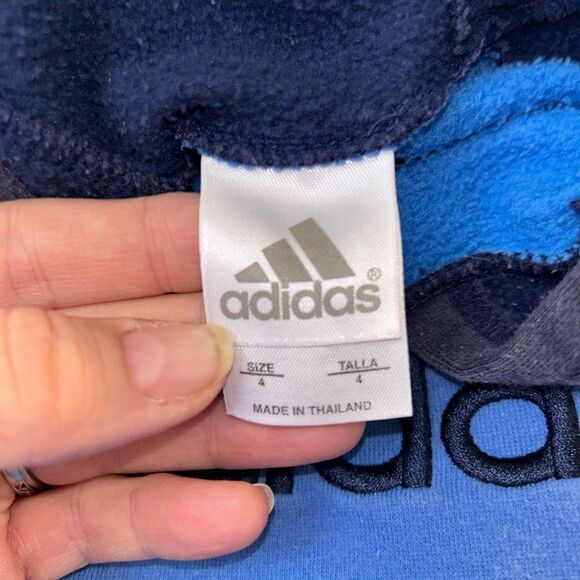 adidas®
SIZE TALLA
4 4
MADE IN THAILAND